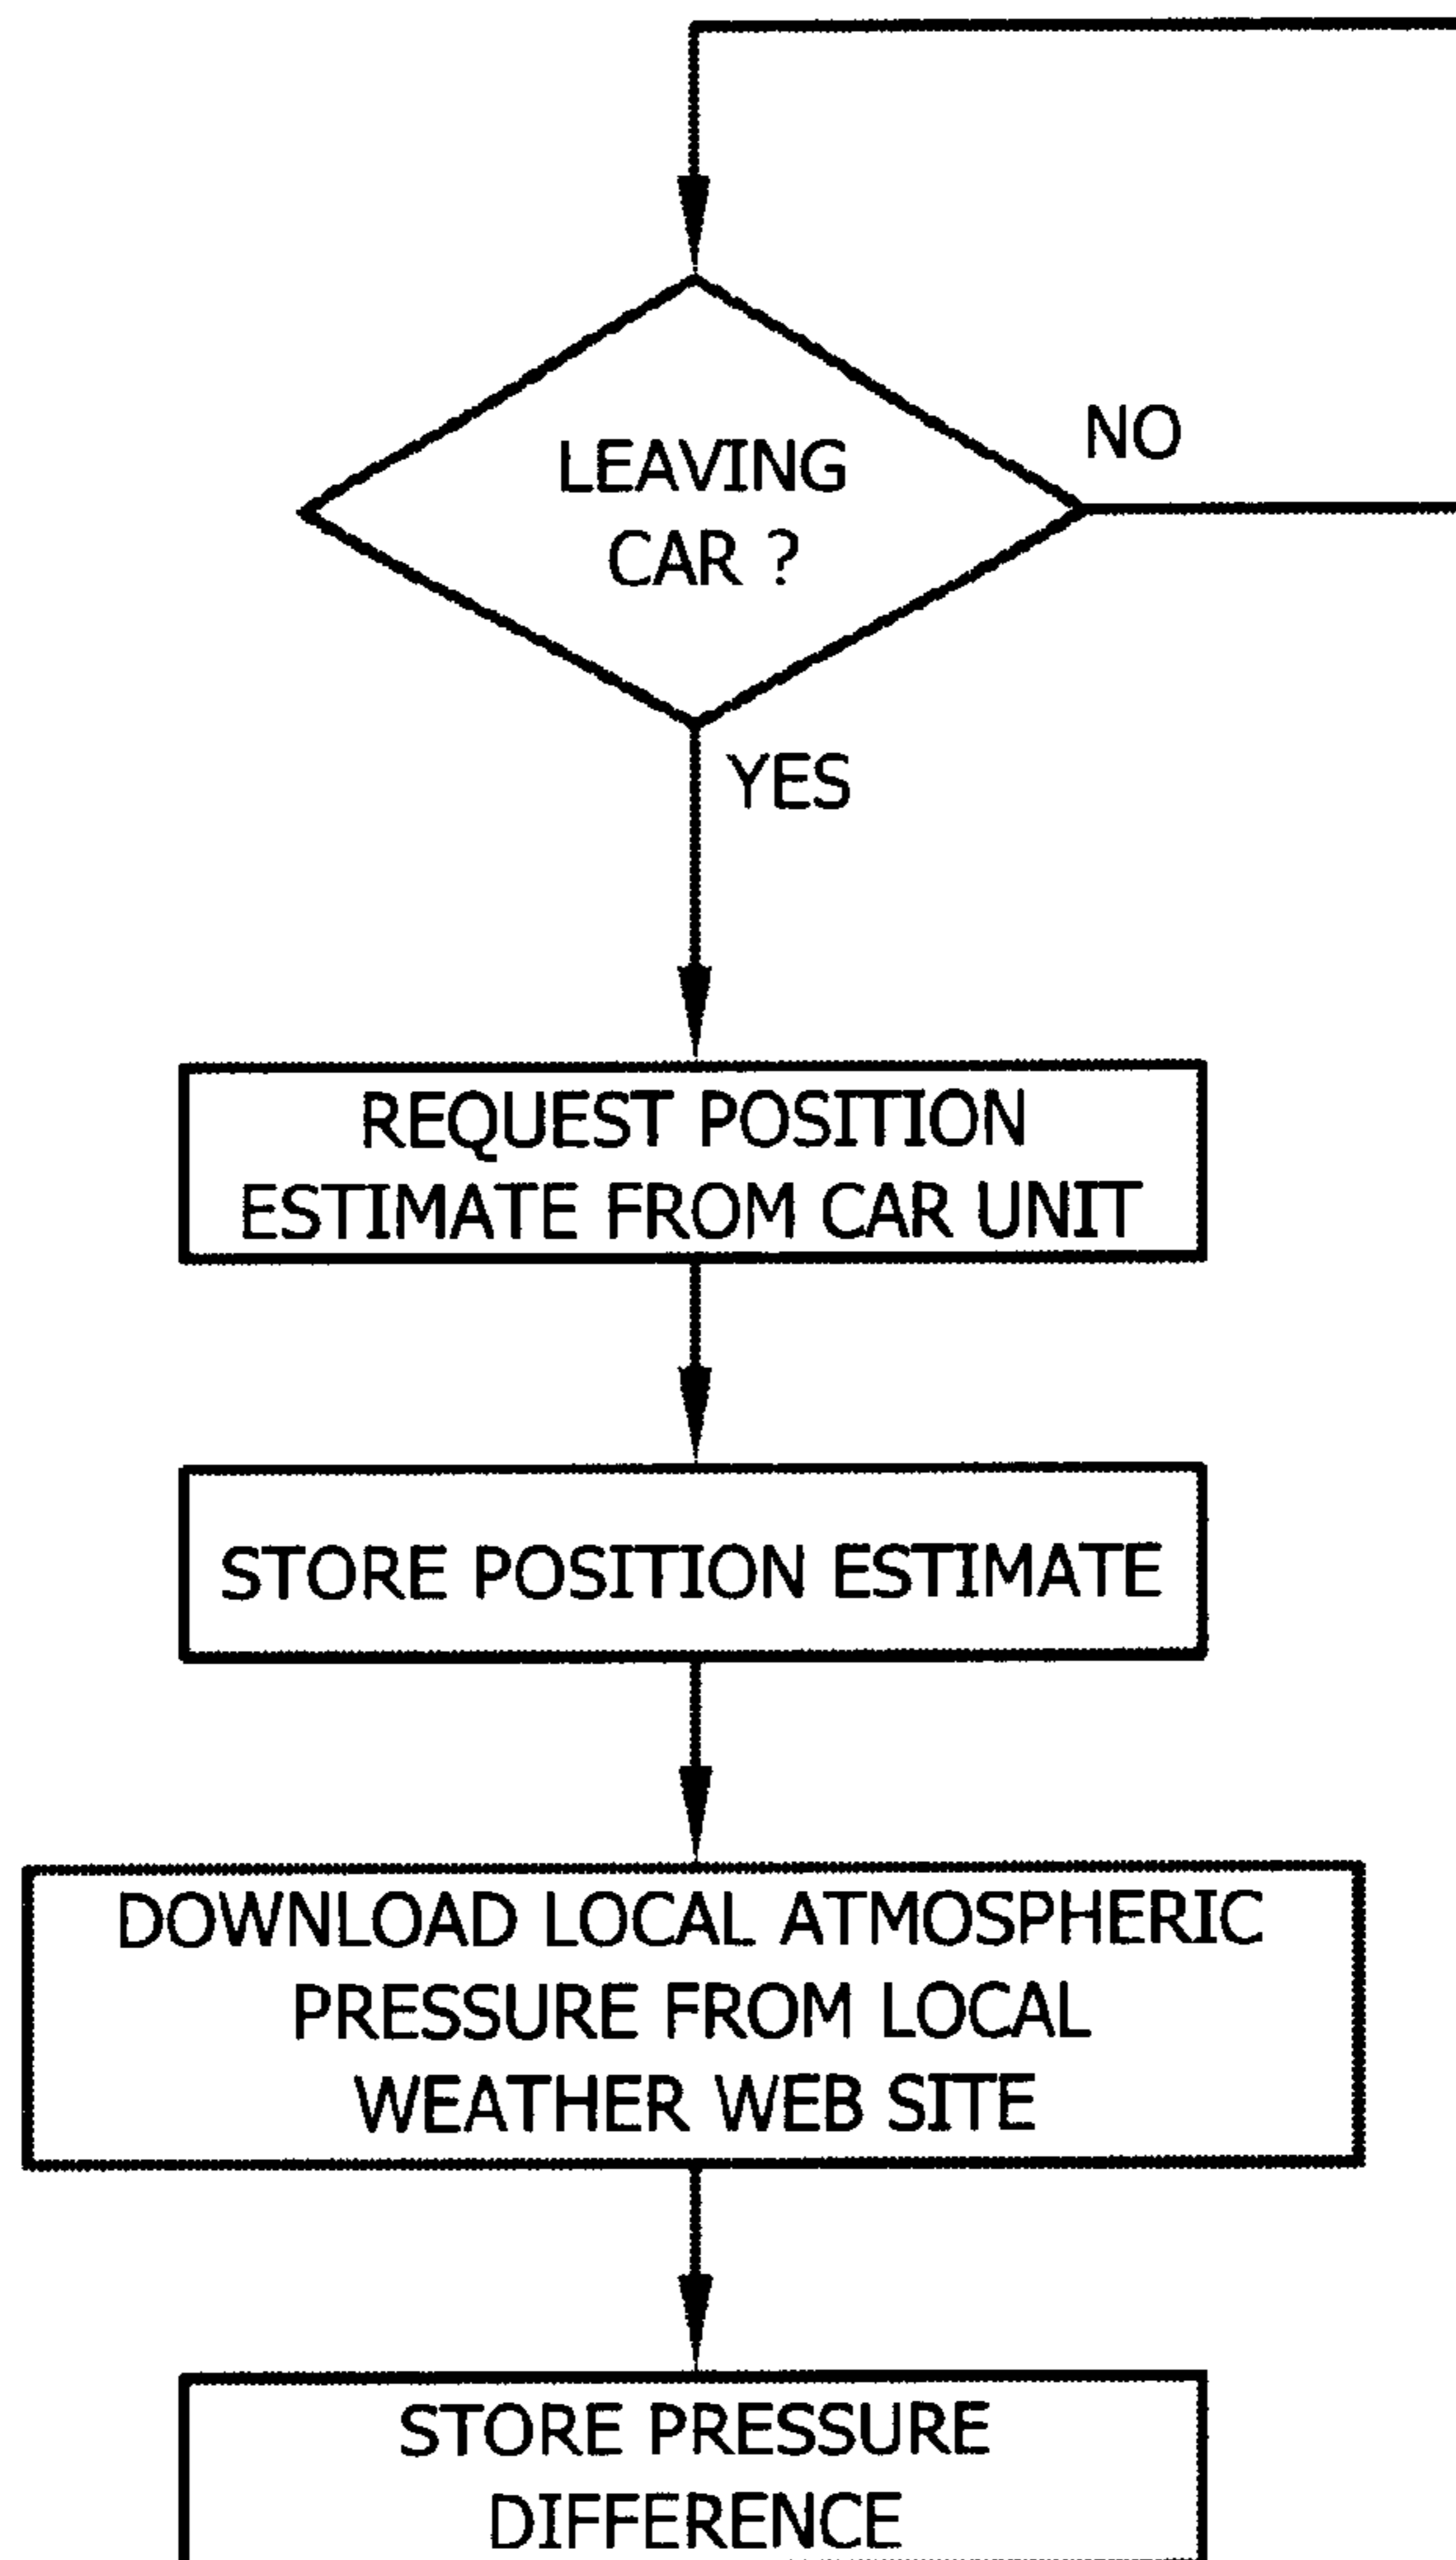 LEAVING
CAR ?
NO
YES
REQUEST POSITION
ESTIMATE FROM CAR UNIT
STORE POSITION ESTIMATE
DOWNLOAD LOCAL ATMOSPHERIC
PRESSURE FROM LOCAL
WEATHER WEB SITE
STORE PRESSURE
DIFFERENCE